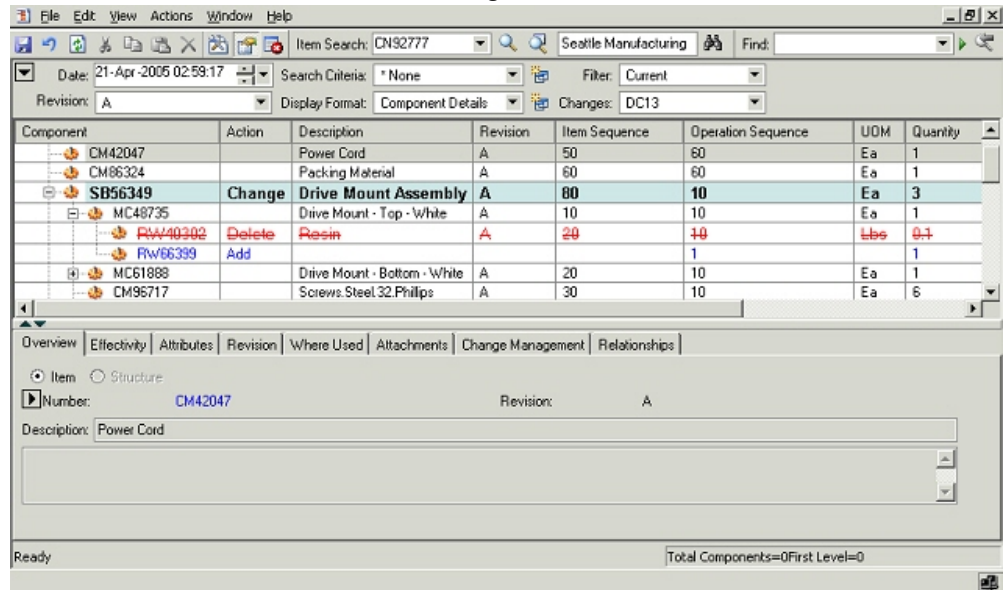 File Edit View Actions Window Help
Item Search: CN92777 Seattle Manufacturing Find:
Date: 21-Apr-2005 02:59:17 Search Criteria: * None Filter: Current
Revision: A Display Format: Component Details Changes: DC13
Component Action Description Revision Item Sequence Operation Sequence UOM Quantity
CM42047 Power Cord A 50 60 Ea 1
CM86324 Packing Material A 60 60 Ea 1
SB56349 Change Drive Mount Assembly A 80 10 Ea 3
MC48735 Drive Mount - Top - White A 10 10 Ea 1
RW40302 Delete Resin A 20 10 Lbs 0.1
RW66399 Add 1 1
MC61888 Drive Mount - Bottom - White A 20 10 Ea 1
CM96717 Screws.Steel.32.Phillips A 30 10 Ea 6
Overview Effectivity Attributes Revision Where Used Attachments Change Management Relationships
Item Structure
Number: CM42047 Revision: A
Description: Power Cord
Ready Total Components=0First Level=0